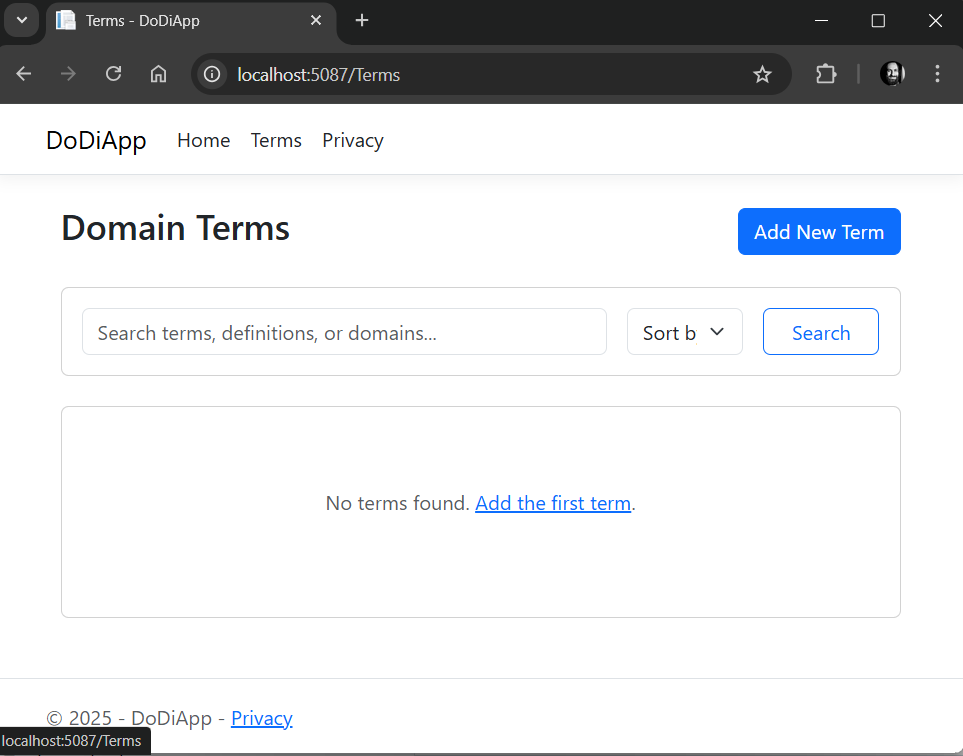 Terms - DoDiApp
localhost:5087/Terms
DoDiApp Home Terms Privacy
Domain Terms
Add New Term
Search terms, definitions, or domains...
Sort b
Search
No terms found. Add the first term.
© 2025 - DoDiApp - Privacy
localhost:5087/Terms